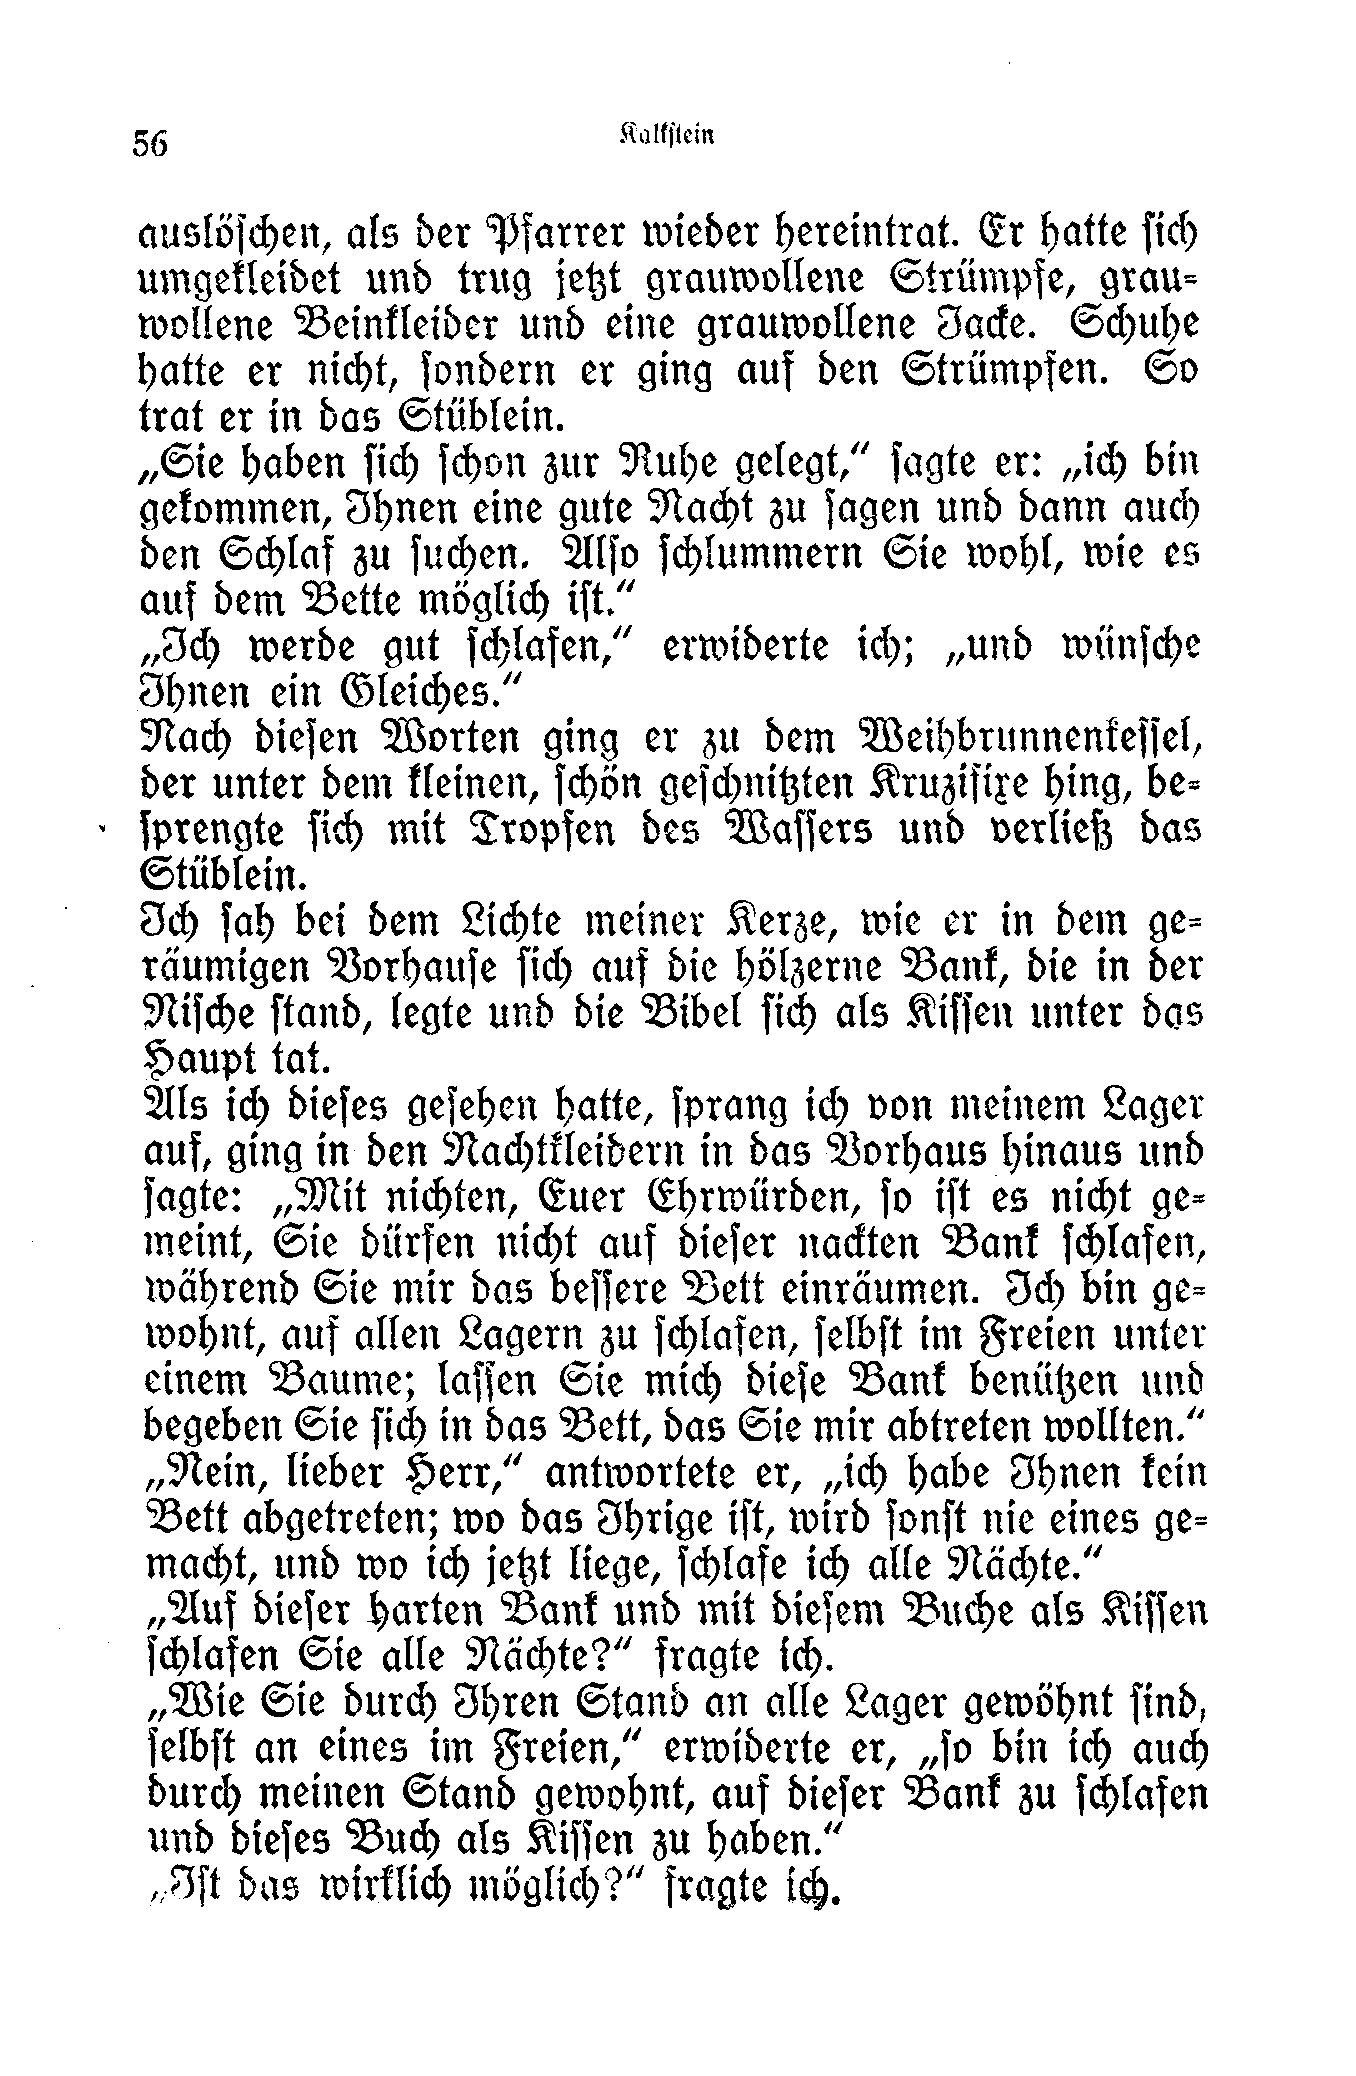 56
Kalkstein
auslöschen, als der Pfarrer wieder hereintrat. Er hatte sich
umgekleidet und trug jetzt grauwollene Strümpfe, grau-
wollene Beinkleider und eine grauwollene Jacke. Schuhe
hatte er nicht, sondern er ging auf den Strümpfen. So
trat er in das Stüblein.
„Sie haben sich schon zur Ruhe gelegt,“ sagte er: „ich bin
gekommen, Ihnen eine gute Nacht zu sagen und dann auch
den Schlaf zu suchen. Also schlummern Sie wohl, wie es
auf dem Bette möglich ist.“
„Ich werde gut schlafen,“ erwiderte ich; „und wünsche
Ihnen ein Gleiches.“
Nach diesen Worten ging er zu dem Weihbrunnenkessel,
der unter dem kleinen, schön geschnitzten Kruzifixe hing, be-
sprengte sich mit Tropfen des Wassers und verließ das
Stüblein.
Ich sah bei dem Lichte meiner Kerze, wie er in dem ge-
räumigen Vorhause sich auf die hölzerne Bank, die in der
Nische stand, legte und die Bibel sich als Kissen unter das
Haupt tat.
Als ich dieses gesehen hatte, sprang ich von meinem Lager
auf, ging in den Nachtkleidern in das Vorhaus hinaus und
sagte: „Mit nichten, Euer Ehrwürden, so ist es nicht ge-
meint, Sie dürfen nicht auf dieser nackten Bank schlafen,
während Sie mir das bessere Bett einräumen. Ich bin ge-
wohnt, auf allen Lagern zu schlafen, selbst im Freien unter
einem Baume; lassen Sie mich diese Bank benützen und
begeben Sie sich in das Bett, das Sie mir abtreten wollten.“
„Nein, lieber Herr,“ antwortete er, „ich habe Ihnen kein
Bett abgetreten; wo das Ihrige ist, wird sonst nie eines ge-
macht, und wo ich jetzt liege, schlafe ich alle Nächte.“
„Auf dieser harten Bank und mit diesem Buche als Kissen
schlafen Sie alle Nächte?“ fragte ich.
„Wie Sie durch Ihren Stand an alle Lager gewöhnt sind,
selbst an eines im Freien,“ erwiderte er, „so bin ich auch
durch meinen Stand gewohnt, auf dieser Bank zu schlafen
und dieses Buch als Kissen zu haben.“
„Ist das wirklich möglich?“ fragte ich.